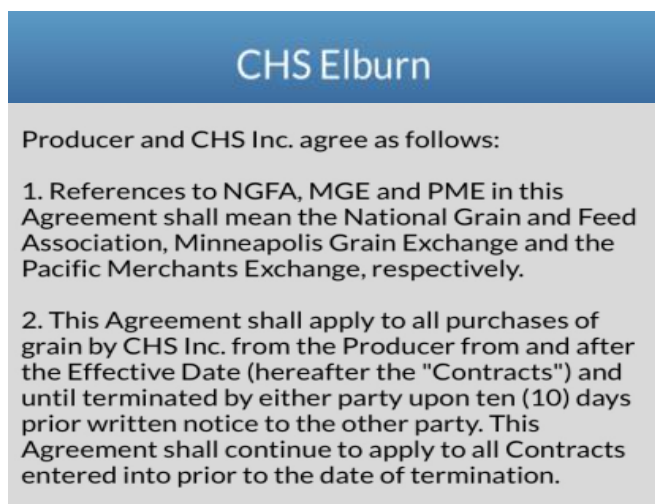 CHS Elburn
Producer and CHS Inc. agree as follows:
1. References to NGFA, MGE and PME in this
Agreement shall mean the National Grain and Feed
Association, Minneapolis Grain Exchange and the
Pacific Merchants Exchange, respectively.
2. This Agreement shall apply to all purchases of
grain by CHS Inc. from the Producer from and after
the Effective Date (hereafter the "Contracts") and
until terminated by either party upon ten (10) days
prior written notice to the other party. This
Agreement shall continue to apply to all Contracts
entered into prior to the date of termination.